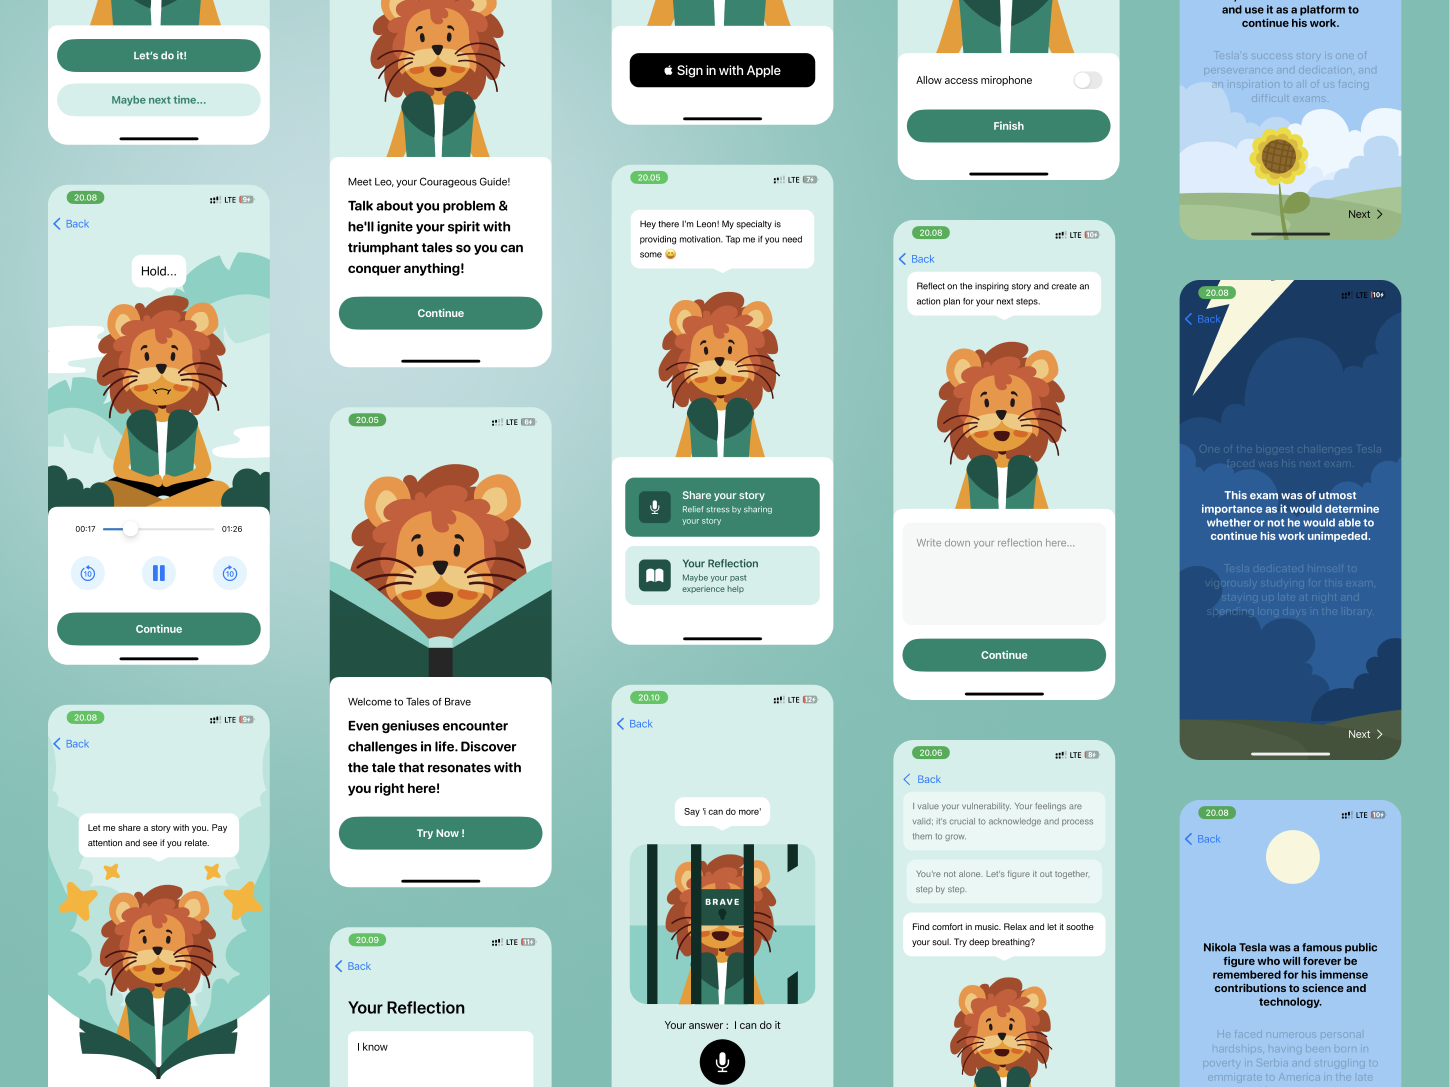 Let's do it!
Maybe next time...
20.08
LTE
Back
Hold...
00:17
01:26
10
10
Continue
20.08
LTE
Back
Let me share a story with you. Pay
attention and see if you relate.
Meet Leo, your Courageous Guide!
Talk about you problem &
he'll ignite your spirit with
triumphant tales so you can
conquer anything!
Continue
20.05
LTE
Welcome to Tales of Brave
Even geniuses encounter
challenges in life. Discover
the tale that resonates with
you right here!
Try Now !
20.09
LTE
11
Back
Your Reflection
I know
Sign in with Apple
20.05
LTE
Hey there I'm Leon! My specialty is
providing motivation. Tap me if you need
some 😀
Share your story
Relief stress by sharing
your story
Your Reflection
Maybe your past
experience help
20.10
LTE
12
Back
Say 'i can do more'
BRAVE
Your answer : I can do it
Allow access mirophone
Finish
20.08
LTE
10
Back
Reflect on the inspiring story and create an
action plan for your next steps.
Write down your reflection here...
Continue
20.06
LTE
Back
I value your vulnerability. Your feelings are
valid; it's crucial to acknowledge and process
them to grow.
You're not alone. Let's figure it out together,
step by step.
Find comfort in music. Relax and let it soothe
your soul. Try deep breathing?
and use it as a platform to
continue his work.
Tesla's success story is one of
perseverance and dedication, and
an inspiration to all of us facing
difficult exams.
Next
20.08
LTE
10
Back
One of the biggest challenges Tesla
faced was his next exam.
This exam was of utmost
importance as it would determine
whether or not he would able to
continue his work unimpeded.
Tesla dedicated himself to
vigorously studying for this exam,
staying up late at night and
spending long days in the library.
Next
20.08
LTE
10
Back
Nikola Tesla was a famous public
figure who will forever be
remembered for his immense
contributions to science and
technology.
He faced numerous personal
hardships, having been born in
poverty in Serbia and struggling to
emmigrate to America in the late